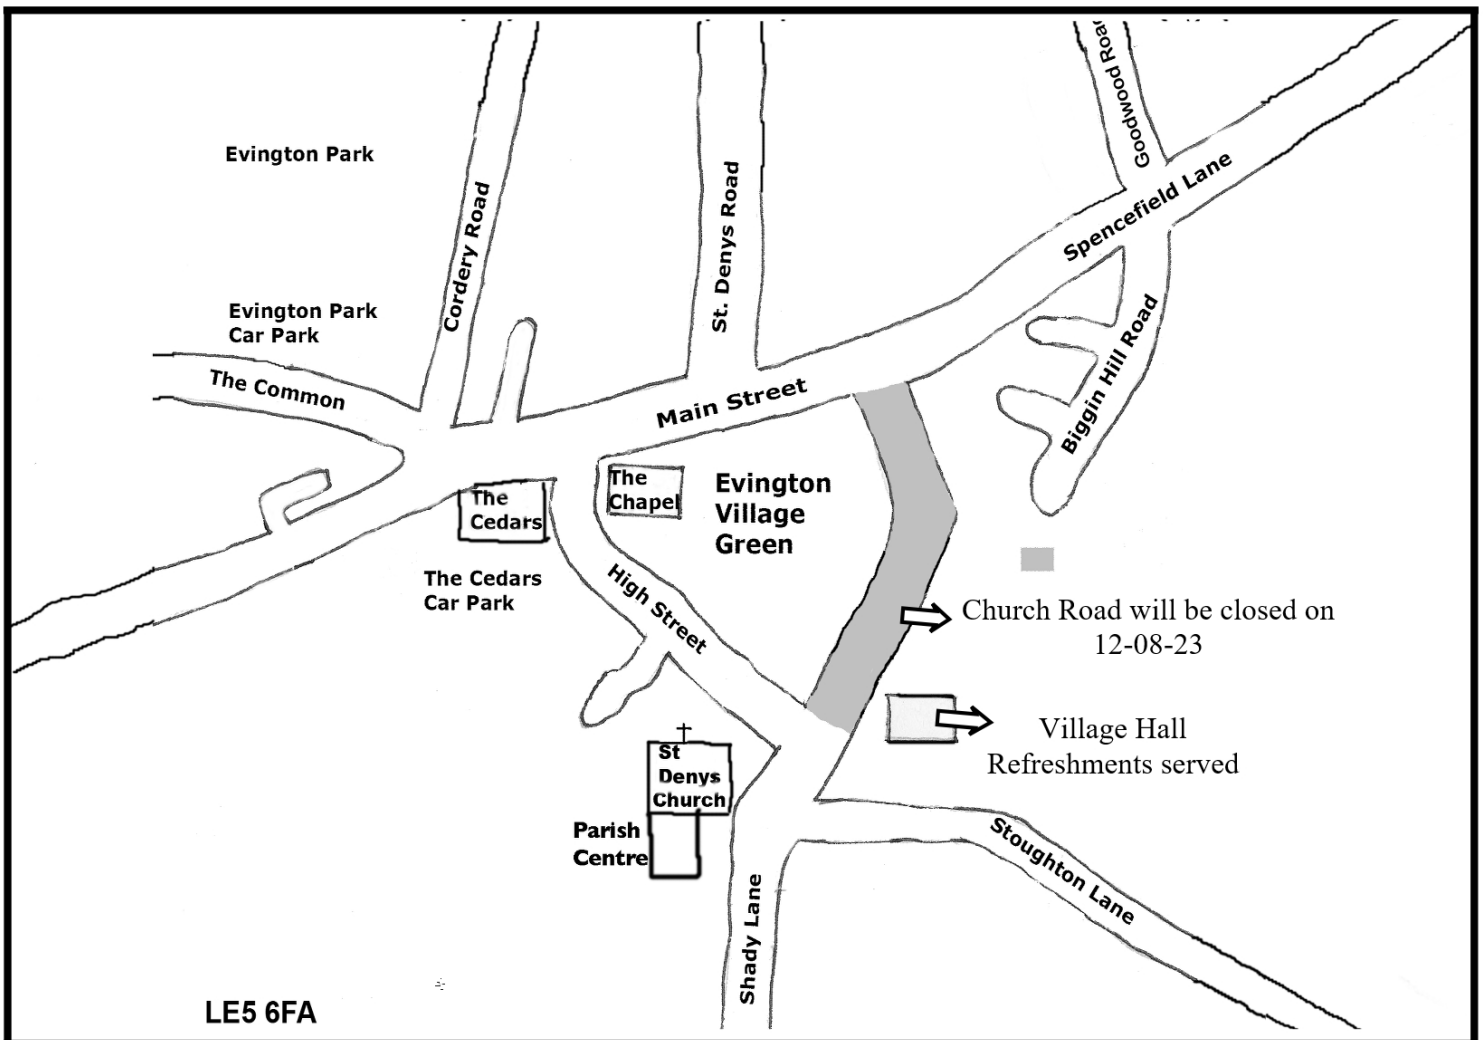 Goodwood Road
Evington Park
Spencefield Lane
Cordery Road
St. Denys Road
Evington Park
Car Park
The Common
Main Street
Biggin Hill Road
The
Chapel
Evington
Village
Green
The
Cedars
The Cedars
Car Park
High Street
Church Road will be closed on
12-08-23
Village Hall
Refreshments served
St
Denys
Church
Parish
Centre
Stoughton Lane
Shady Lane
LE5 6FA